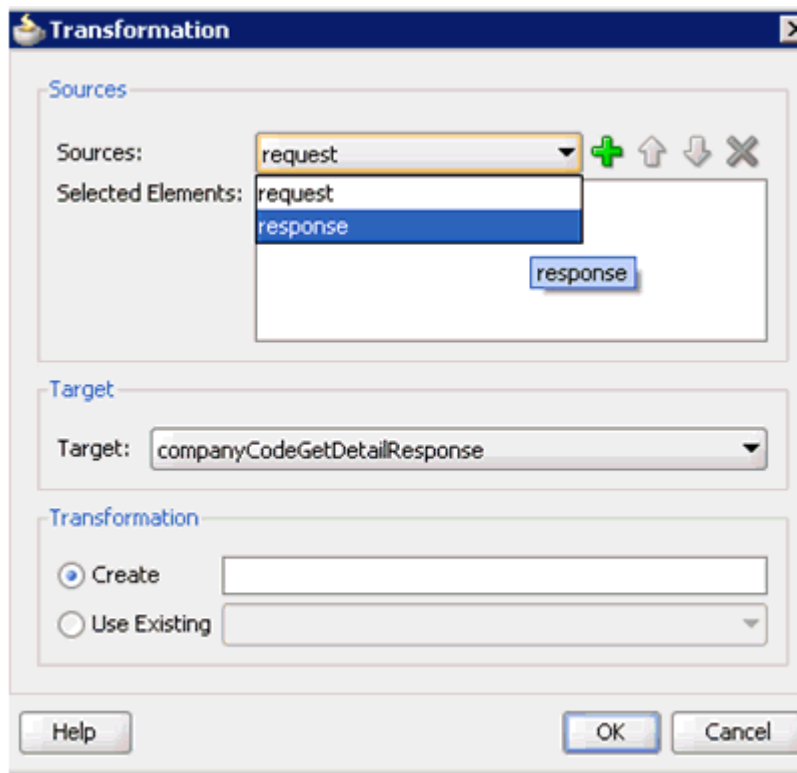 Transformation
Sources
Sources: request
Selected Elements: request
response
response
Target
Target: companyCodeGetDetailResponse
Transformation
Create
Use Existing
Help OK Cancel